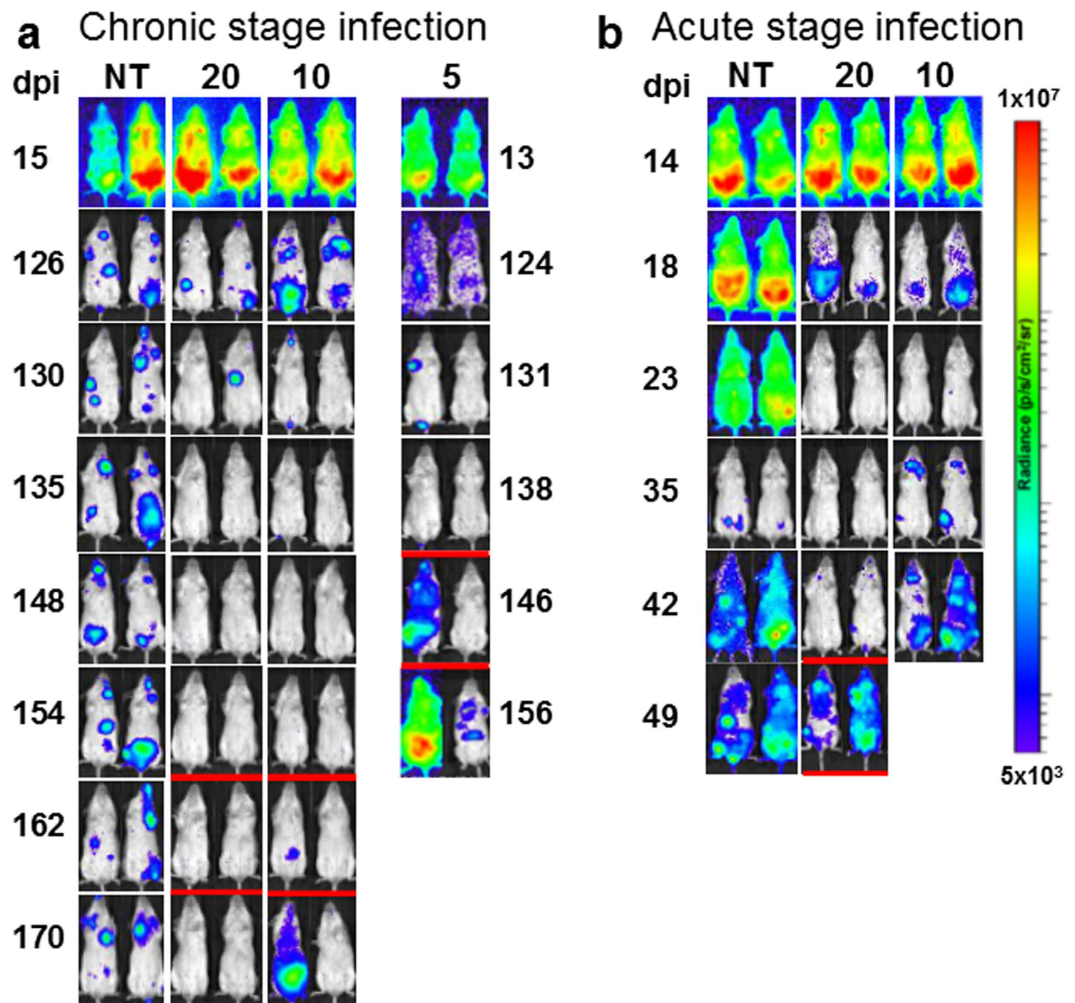 a Chronic stage infection
dpi NT 20 10 5
15 13
126 124
130 131
135 138
148 146
154 156
162
170
b Acute stage infection
dpi NT 20 10
14
18
23
35
42
49
1x10⁷
Radiance (p/s/cm²/sr)
5x10³